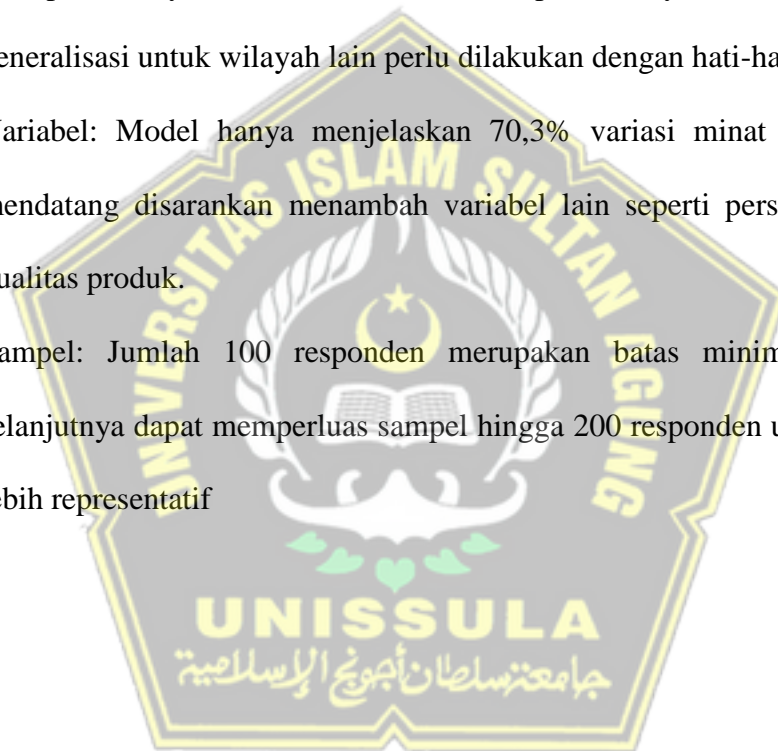 generalisasi untuk wilayah lain perlu dilakukan dengan hati-ha
Variabel: Model hanya menjelaskan 70,3% variasi minat
mendatang disarankan menambah variabel lain seperti pers
kualitas produk.
Sampel: Jumlah 100 responden merupakan batas minim
selanjutnya dapat memperluas sampel hingga 200 responden u
lebih representatif
UNIVERSITAS ISLAM SULTAN AGUNG
UNISSULA
جامعة سلطان أجونج الإسلامية